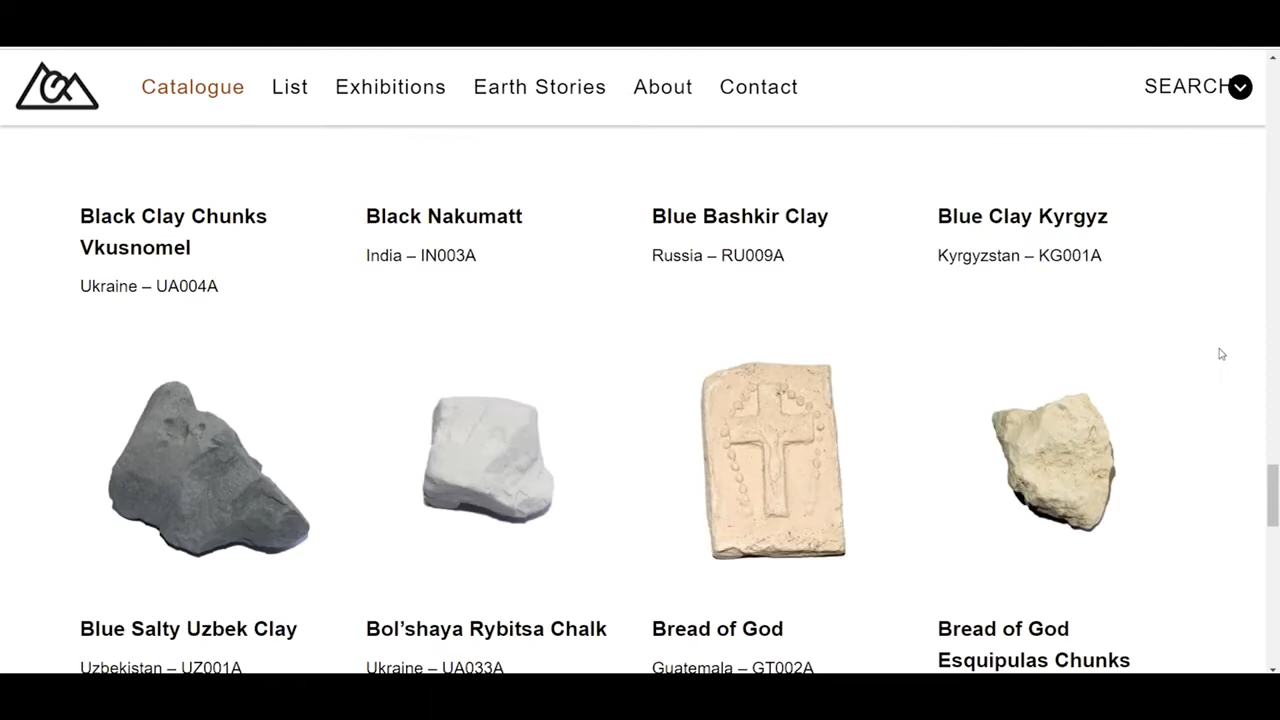 Catalogue List Exhibitions Earth Stories About Contact SEARCH
Black Clay Chunks
Vkusnomel
Ukraine – UA004A
Black Nakumatt
India – IN003A
Blue Bashkir Clay
Russia – RU009A
Blue Clay Kyrgyz
Kyrgyzstan – KG001A
Blue Salty Uzbek Clay
Uzbekistan – UZ001A
Bol’shaya Rybitsa Chalk
Ukraine – UA033A
Bread of God
Guatemala – GT002A
Bread of God
Esquipulas Chunks